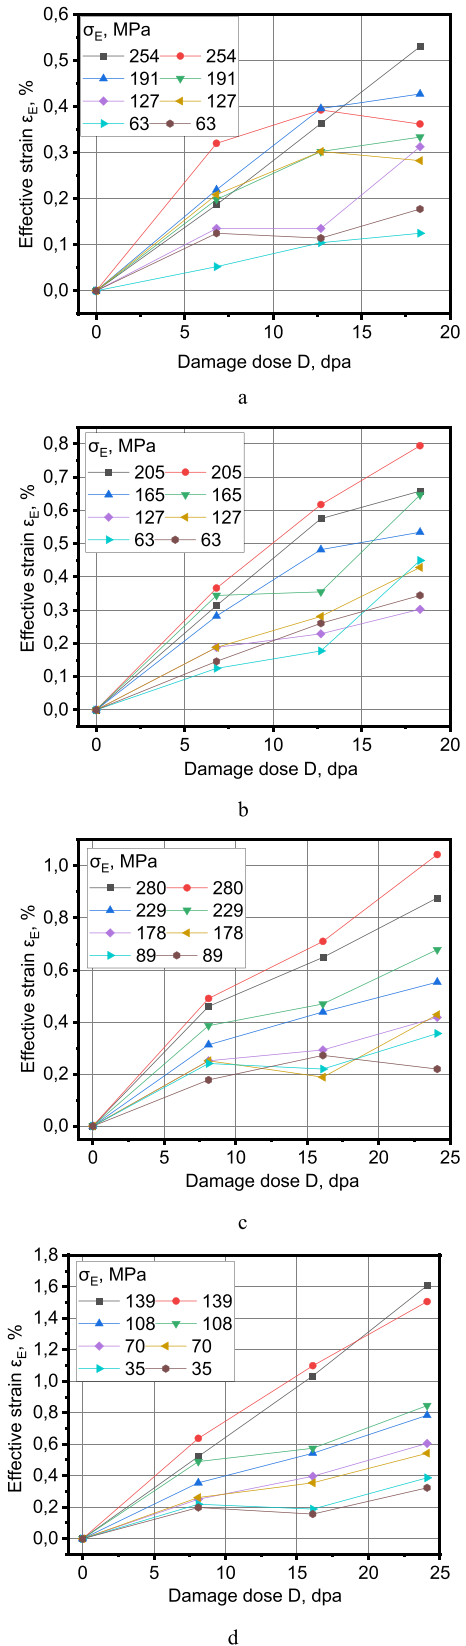 σE, MPa
254 254
191 191
127 127
63 63
Effective strain εE, %
0,6
0,5
0,4
0,3
0,2
0,1
0,0
0 5 10 15 20
Damage dose D, dpa
a
σE, MPa
205 205
165 165
127 127
63 63
Effective strain εE, %
0,8
0,7
0,6
0,5
0,4
0,3
0,2
0,1
0,0
0 5 10 15 20
Damage dose D, dpa
b
σE, MPa
280 280
229 229
178 178
89 89
Effective strain εE, %
1,0
0,8
0,6
0,4
0,2
0,0
0 5 10 15 20 25
Damage dose D, dpa
c
σE, MPa
139 139
108 108
70 70
35 35
Effective strain εE, %
1,8
1,6
1,4
1,2
1,0
0,8
0,6
0,4
0,2
0,0
0 5 10 15 20 25
Damage dose D, dpa
d